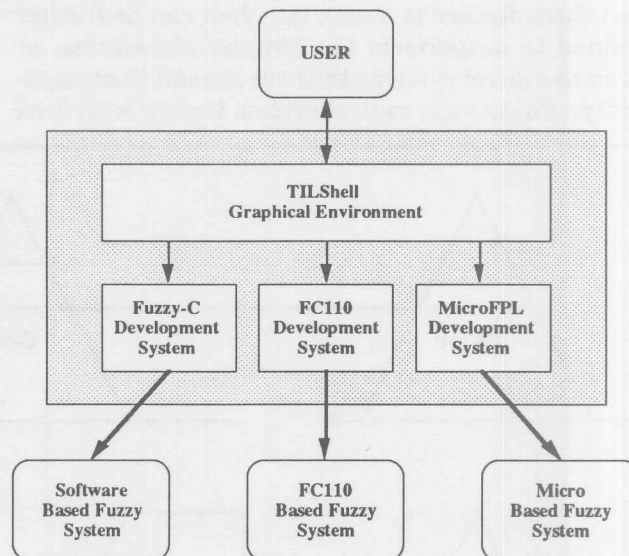 USER
TILShell
Graphical Environment
Fuzzy-C
Development
System
FC110
Development
System
MicroFPL
Development
System
Software
Based Fuzzy
System
FC110
Based Fuzzy
System
Micro
Based Fuzzy
System